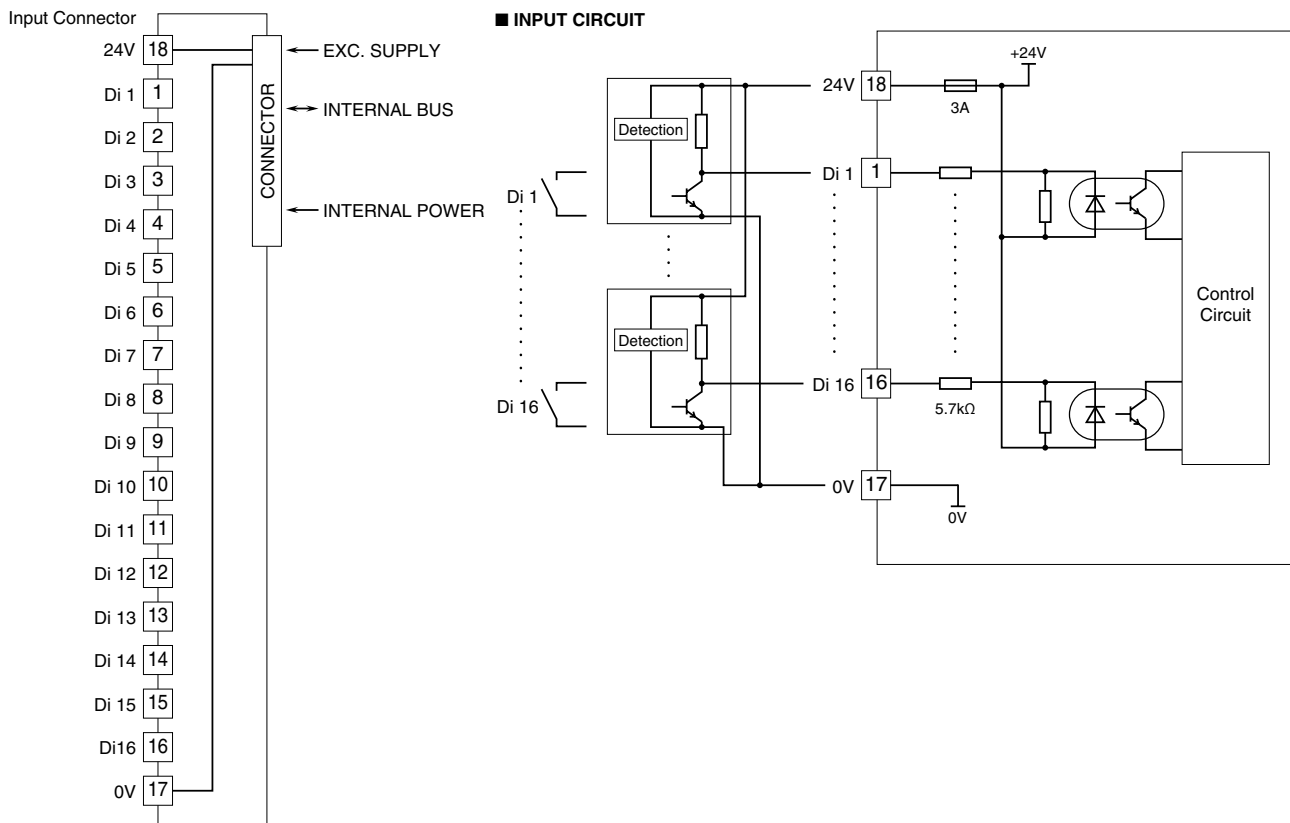 Input Connector
24V 18
Di 1 1
Di 2 2
Di 3 3
Di 4 4
Di 5 5
Di 6 6
Di 7 7
Di 8 8
Di 9 9
Di 10 10
Di 11 11
Di 12 12
Di 13 13
Di 14 14
Di 15 15
Di16 16
0V 17
CONNECTOR
EXC. SUPPLY
INTERNAL BUS
INTERNAL POWER
■ INPUT CIRCUIT
Di 1
Di 16
Detection
Detection
24V 18
Di 1 1
Di 16 16
0V 17
3A
+24V
5.7kΩ
0V
Control
Circuit